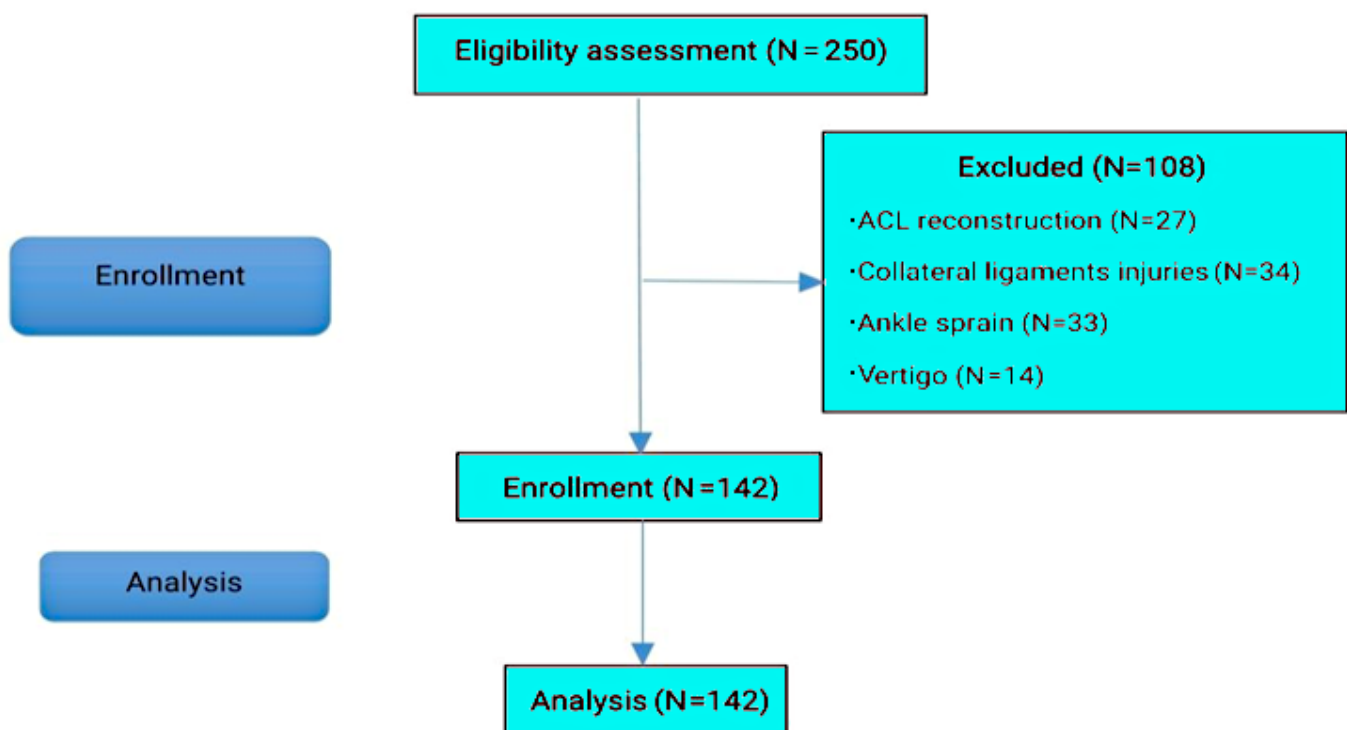 Eligibility assessment (N = 250)
Excluded (N=108)
·ACL reconstruction (N=27)
·Collateral ligaments injuries (N=34)
·Ankle sprain (N=33)
·Vertigo (N=14)
Enrollment
Enrollment (N=142)
Analysis
Analysis (N=142)